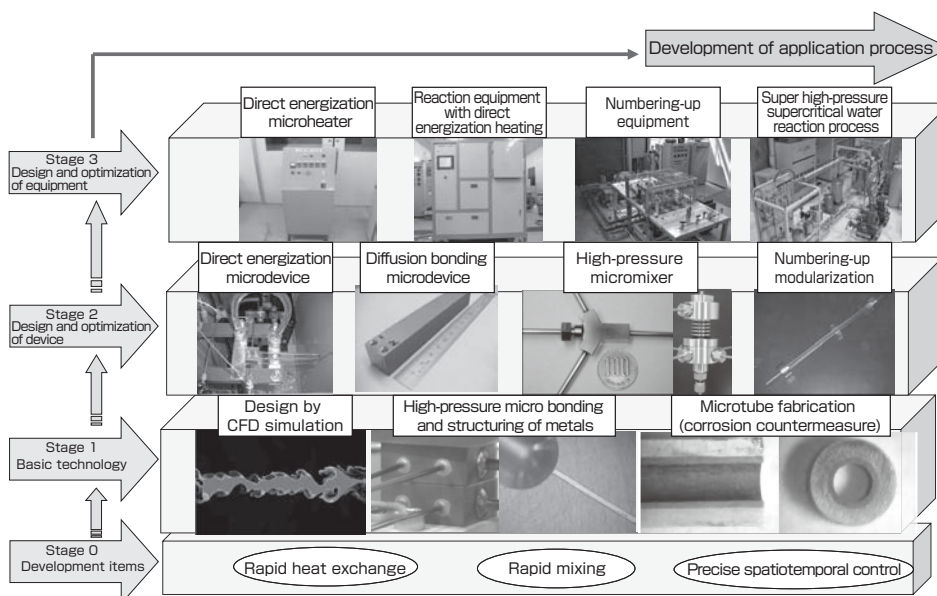 Development of application process
Direct energization
microheater
Reaction equipment
with direct
energization heating
Numbering-up
equipment
Super high-pressure
supercritical water
reaction process
Stage 3
Design and optimization
of equipment
Direct energization
microdevice
Diffusion bonding
microdevice
High-pressure
micromixer
Numbering-up
modularization
Stage 2
Design and optimization
of device
Design by
CFD simulation
High-pressure micro bonding
and structuring of metals
Microtube fabrication
(corrosion countermeasure)
Stage 1
Basic technology
Stage 0
Development items
Rapid heat exchange
Rapid mixing
Precise spatiotemporal control